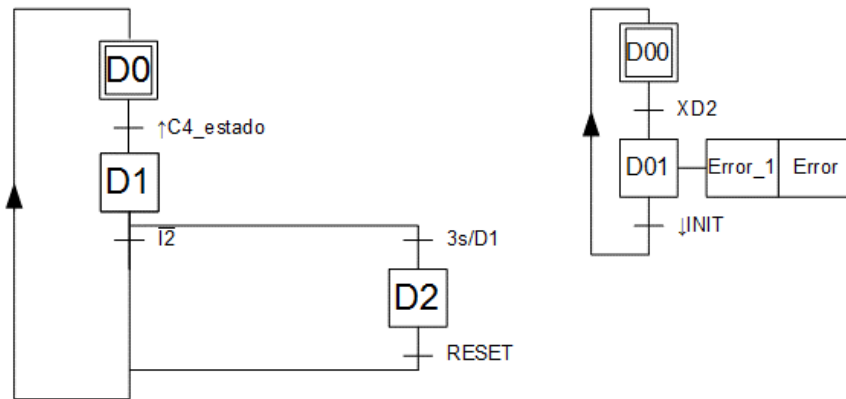 D0
↑C4_estado
D1
I2̅
3s/D1
D2
RESET
D00
XD2
D01
Error_1
Error
↓INIT